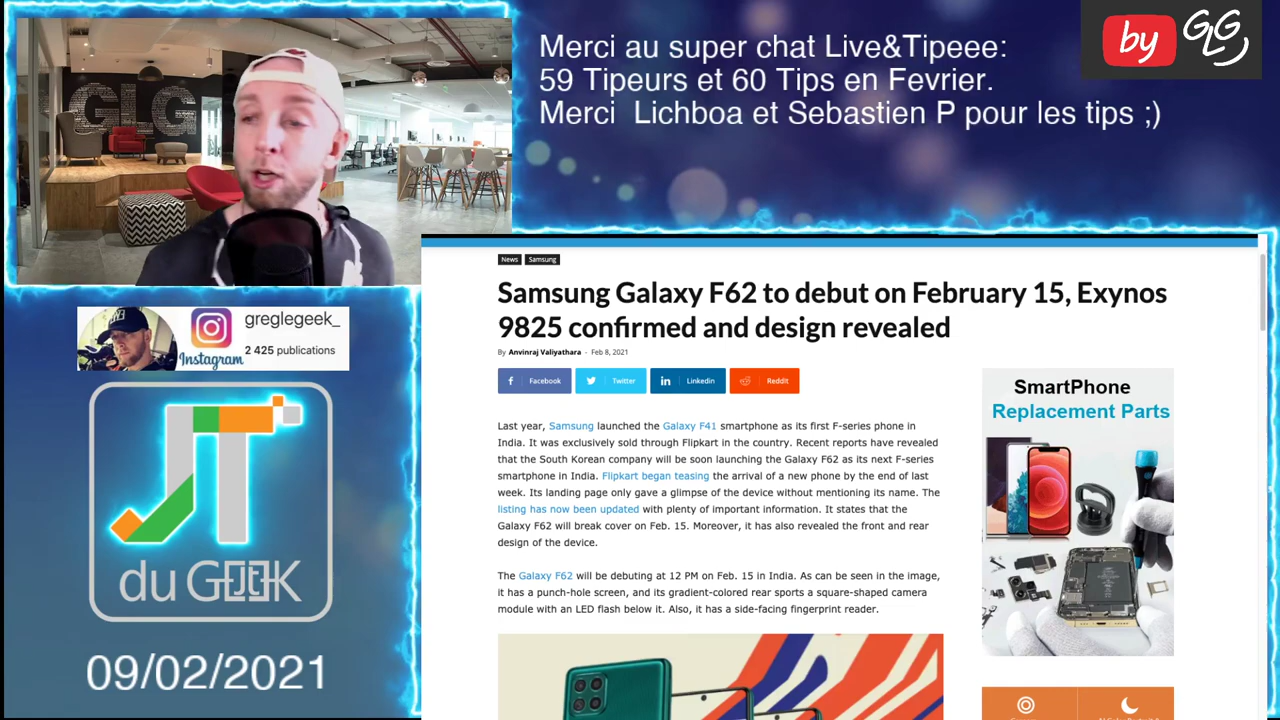 GLG
Merci au super chat Live&Tipeee:
59 Tipeurs et 60 Tips en Fevrier.
Merci  Lichboa et Sebastien P pour les tips ;)
by GLG
greglegeek_
Instagram
2 425 publications
JT
du GEEK
09/02/2021
News Samsung
Samsung Galaxy F62 to debut on February 15, Exynos
9825 confirmed and design revealed
By Anvinraj Valiyathara - Feb 8, 2021
Facebook Twitter Linkedin Reddit
Last year, Samsung launched the Galaxy F41 smartphone as its first F-series phone in
India. It was exclusively sold through Flipkart in the country. Recent reports have revealed
that the South Korean company will be soon launching the Galaxy F62 as its next F-series
smartphone in India. Flipkart began teasing the arrival of a new phone by the end of last
week. Its landing page only gave a glimpse of the device without mentioning its name. The
listing has now been updated with plenty of important information. It states that the
Galaxy F62 will break cover on Feb. 15. Moreover, it has also revealed the front and rear
design of the device.
The Galaxy F62 will be debuting at 12 PM on Feb. 15 in India. As can be seen in the image,
it has a punch-hole screen, and its gradient-colored rear sports a square-shaped camera
module with an LED flash below it. Also, it has a side-facing fingerprint reader.
SmartPhone
Replacement Parts